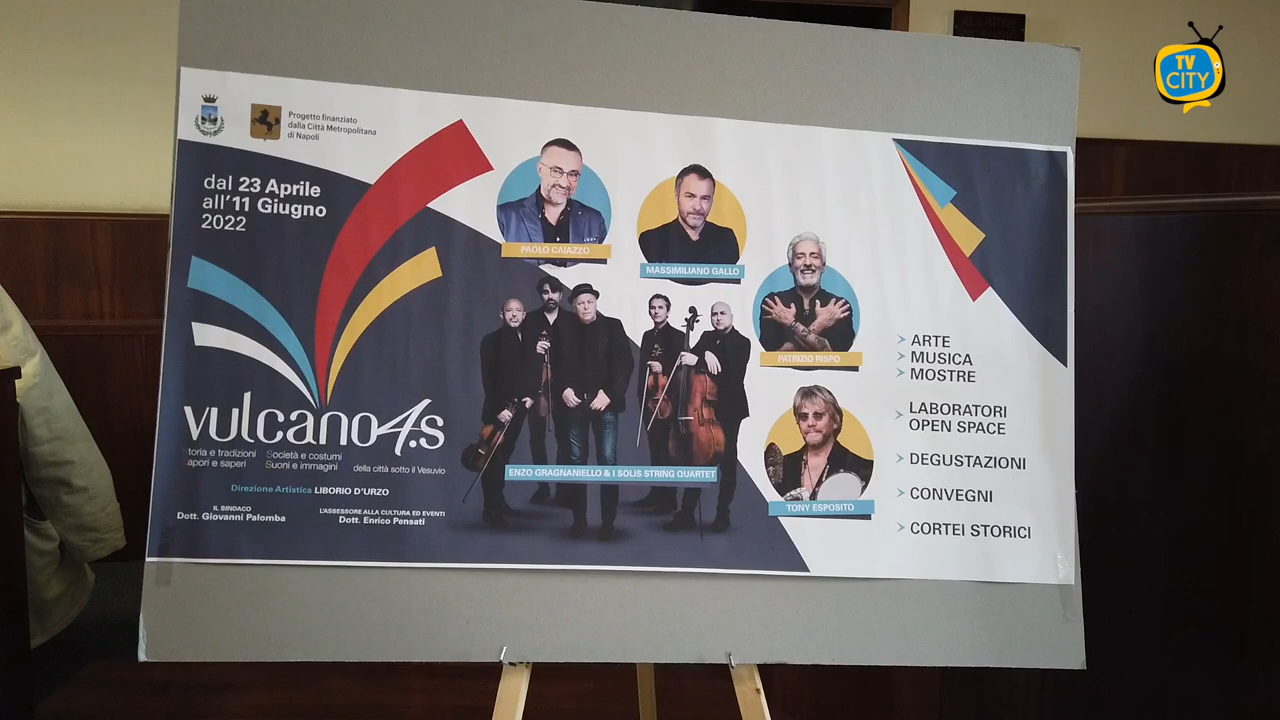 TV
CITY
Progetto finanziato
dalla Città Metropolitana
di Napoli
dal 23 Aprile
all'11 Giugno
2022
vulcano4.s
Storia e tradizioni
Sapori e saperi
Società e costumi
Suoni e immagini
della città sotto il Vesuvio
Direzione Artistica LIBORIO D'URZO
IL SINDACO
Dott. Giovanni Palomba
L'ASSESSORE ALLA CULTURA ED EVENTI
Dott. Enrico Pensati
PAOLO CAIAZZO
MASSIMILIANO GALLO
PATRIZIO RISPO
ENZO GRAGNANIELLO & I SOLIS STRING QUARTET
TONY ESPOSITO
ARTE
MUSICA
MOSTRE
LABORATORI
OPEN SPACE
DEGUSTAZIONI
CONVEGNI
CORTEI STORICI